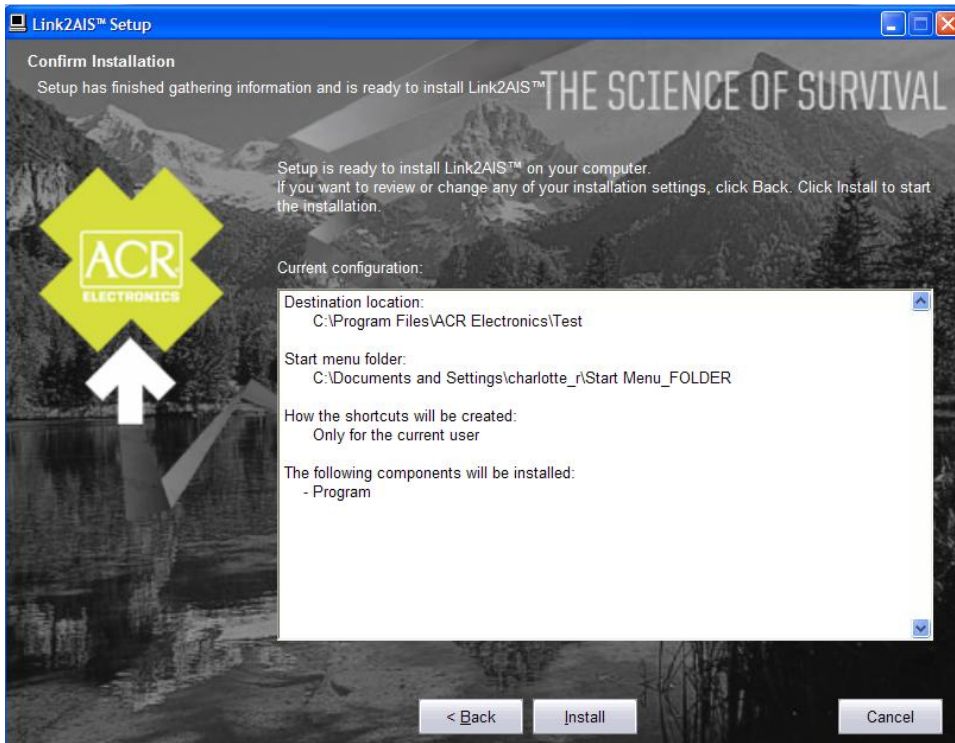 Link2AIS™ Setup
Confirm Installation
Setup has finished gathering information and is ready to install Link2AIS™.
THE SCIENCE OF SURVIVAL
Setup is ready to install Link2AIS™ on your computer.
If you want to review or change any of your installation settings, click Back. Click Install to start
the installation.
ACR
ELECTRONICS
Current configuration:
Destination location:
C:\Program Files\ACR Electronics\Test
Start menu folder:
C:\Documents and Settings\charlotte_r\Start Menu_FOLDER
How the shortcuts will be created:
Only for the current user
The following components will be installed:
- Program
< Back
Install
Cancel